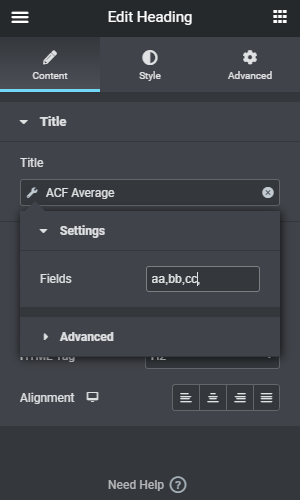 Edit Heading
Content
Style
Advanced
Title
Title
ACF Average
Settings
Fields
aa,bb,cc,
Advanced
HTML Tag
H2
Alignment
Need Help ?